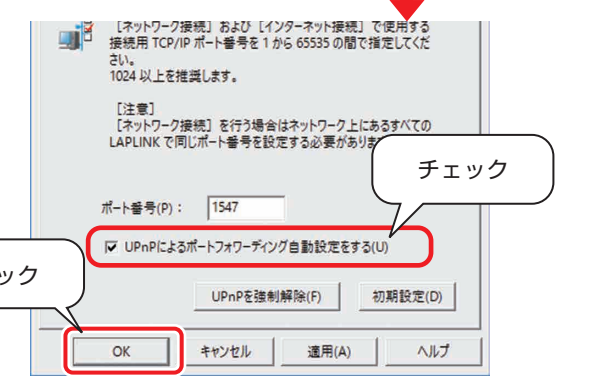 ［ネットワーク接続］および［インターネット接続］で使用する
接続用 TCP/IP ポート番号を 1 から 65535 の間で指定してくだ
さい。
1024 以上を推奨します。
［注意］
［ネットワーク接続］を行う場合はネットワーク上にあるすべての
LAPLINK で同じポート番号を設定する必要があります
チェック
ポート番号(P)： 1547
UPnPによるポートフォワーディング自動設定をする(U)
ック
UPnPを強制解除(F) 初期設定(D)
OK キャンセル 適用(A) ヘルプ